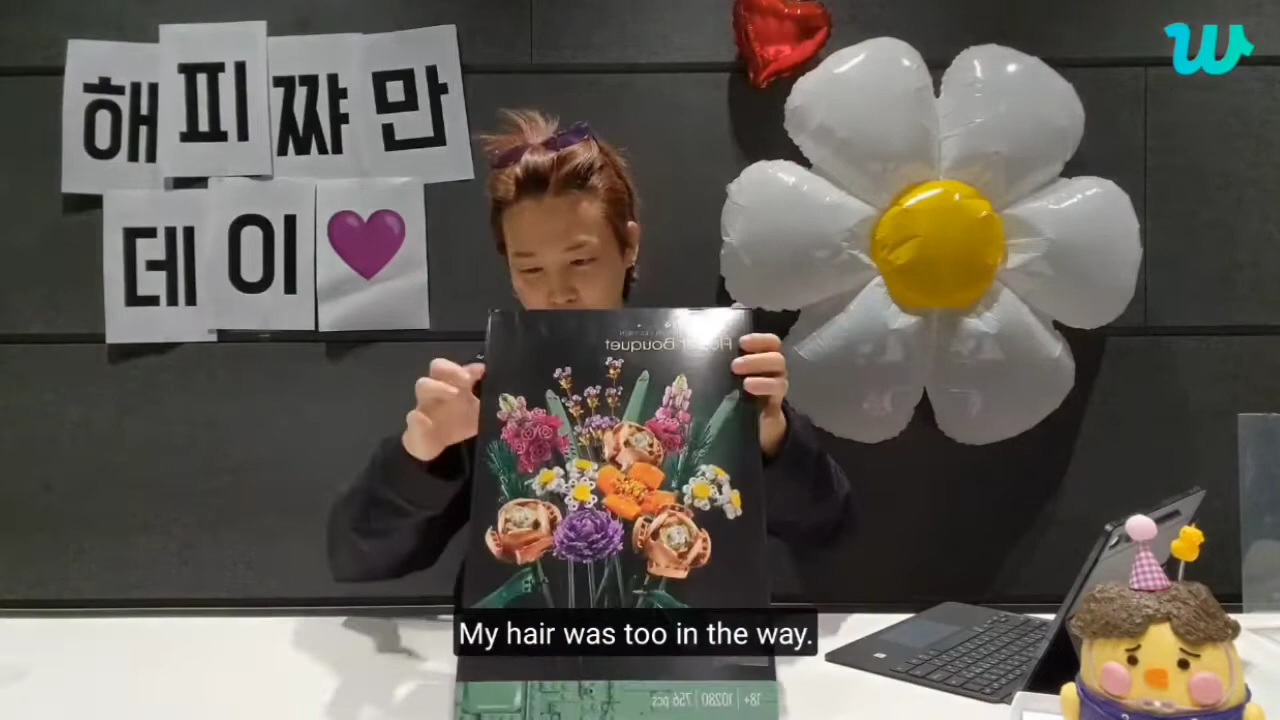 해피쨔만
데이💜
w
Flower Bouquet
My hair was too in the way.
18+ | 10280 | 756 pcs